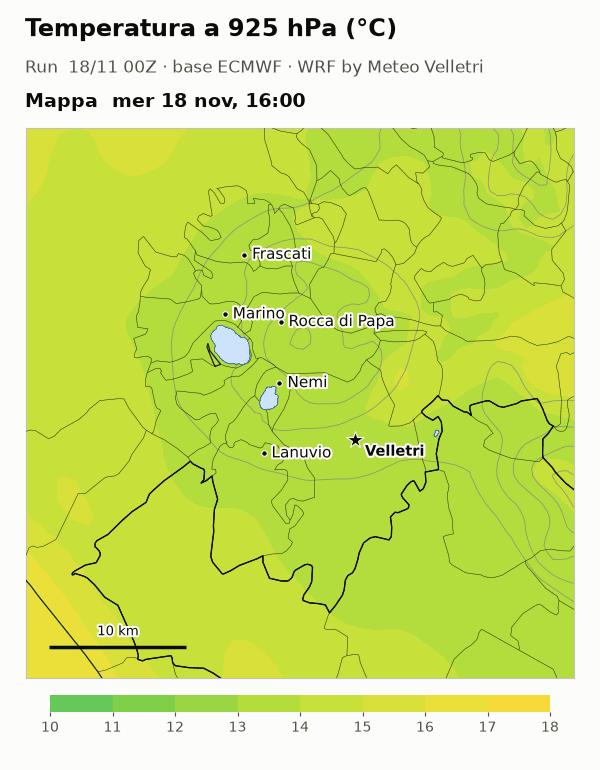 Temperatura a 925 hPa (°C)
Run  18/11 00Z · base ECMWF · WRF by Meteo Velletri
Mappa  mer 18 nov, 16:00
Frascati
Marino
Rocca di Papa
Nemi
Velletri
Lanuvio
10 km
10 11 12 13 14 15 16 17 18